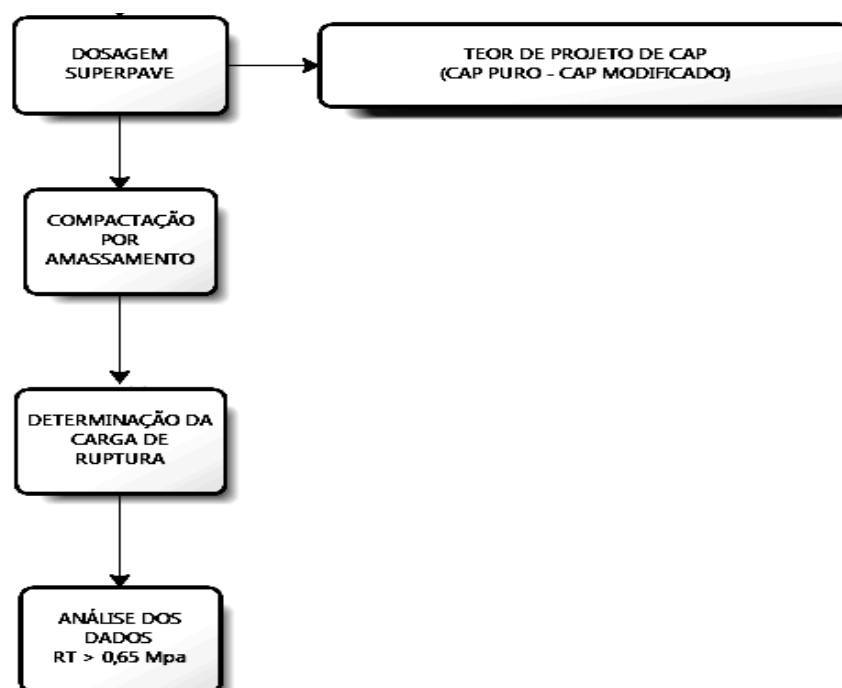 DOSAGEM
SUPERPAVE
TEOR DE PROJETO DE CAP
(CAP PURO - CAP MODIFICADO)
COMPACTAÇÃO
POR
AMASSAMENTO
DETERMINAÇÃO DA
CARGA DE
RUPTURA
ANÁLISE DOS
DADOS
RT > 0,65 Mpa